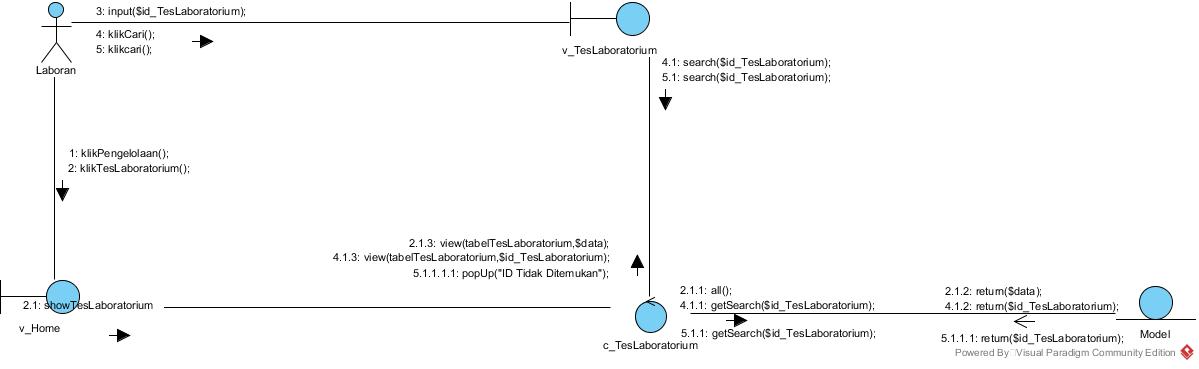 3: input($id_TesLaboratorium);
4: klikCari();
5: klikcari();
Laboran
v_TesLaboratorium
4.1: search($id_TesLaboratorium);
5.1: search($id_TesLaboratorium);
1: klikPengelolaan();
2: klikTesLaboratorium();
2.1.3: view(tabelTesLaboratorium,$data);
4.1.3: view(tabelTesLaboratorium,$id_TesLaboratorium);
5.1.1.1.1: popUp("ID Tidak Ditemukan");
2.1: showTesLaboratorium
v_Home
2.1.1: all();
4.1.1: getSearch($id_TesLaboratorium);
5.1.1: getSearch($id_TesLaboratorium);
c_TesLaboratorium
2.1.2: return($data);
4.1.2: return($id_TesLaboratorium);
5.1.1.1: return($id_TesLaboratorium);
Model
Powered By Visual Paradigm Community Edition